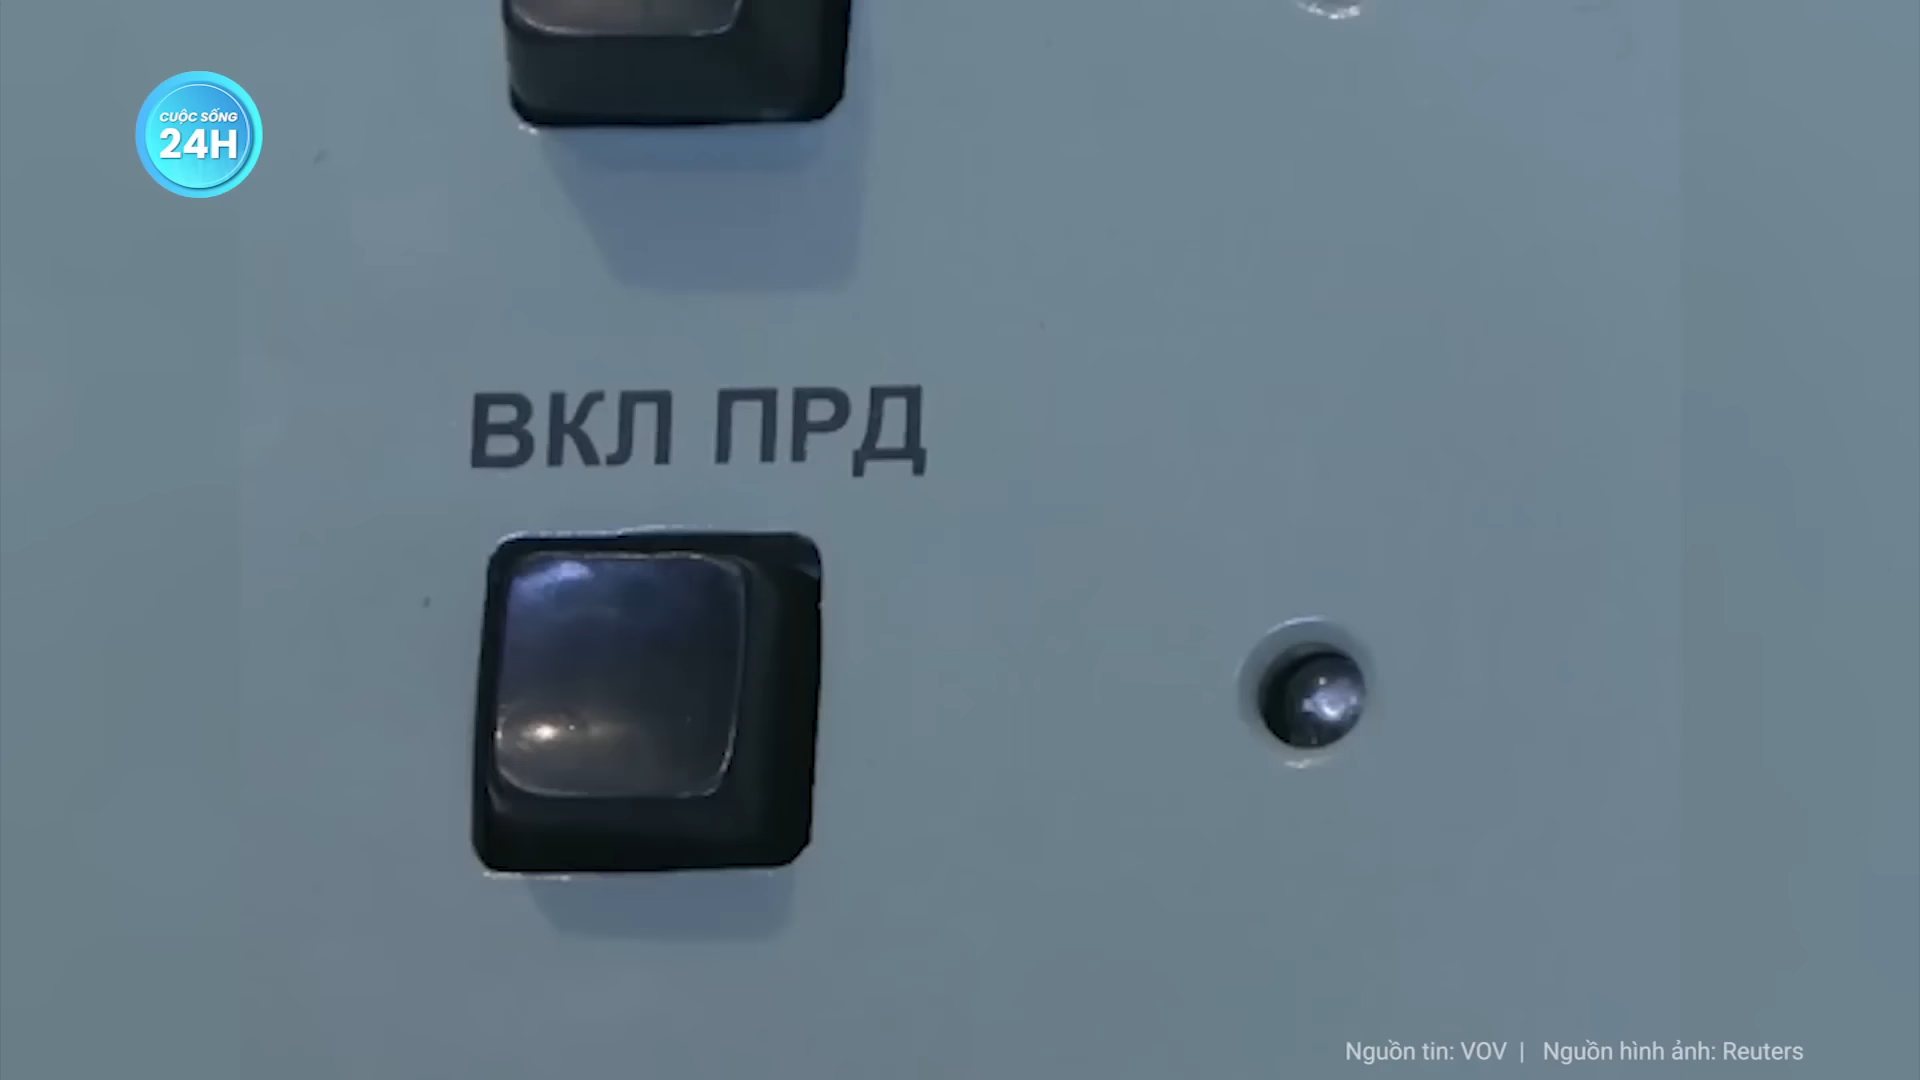 CUỘC SỐNG
24H
ВКЛ ПРД
Nguồn tin: VOV | Nguồn hình ảnh: Reuters